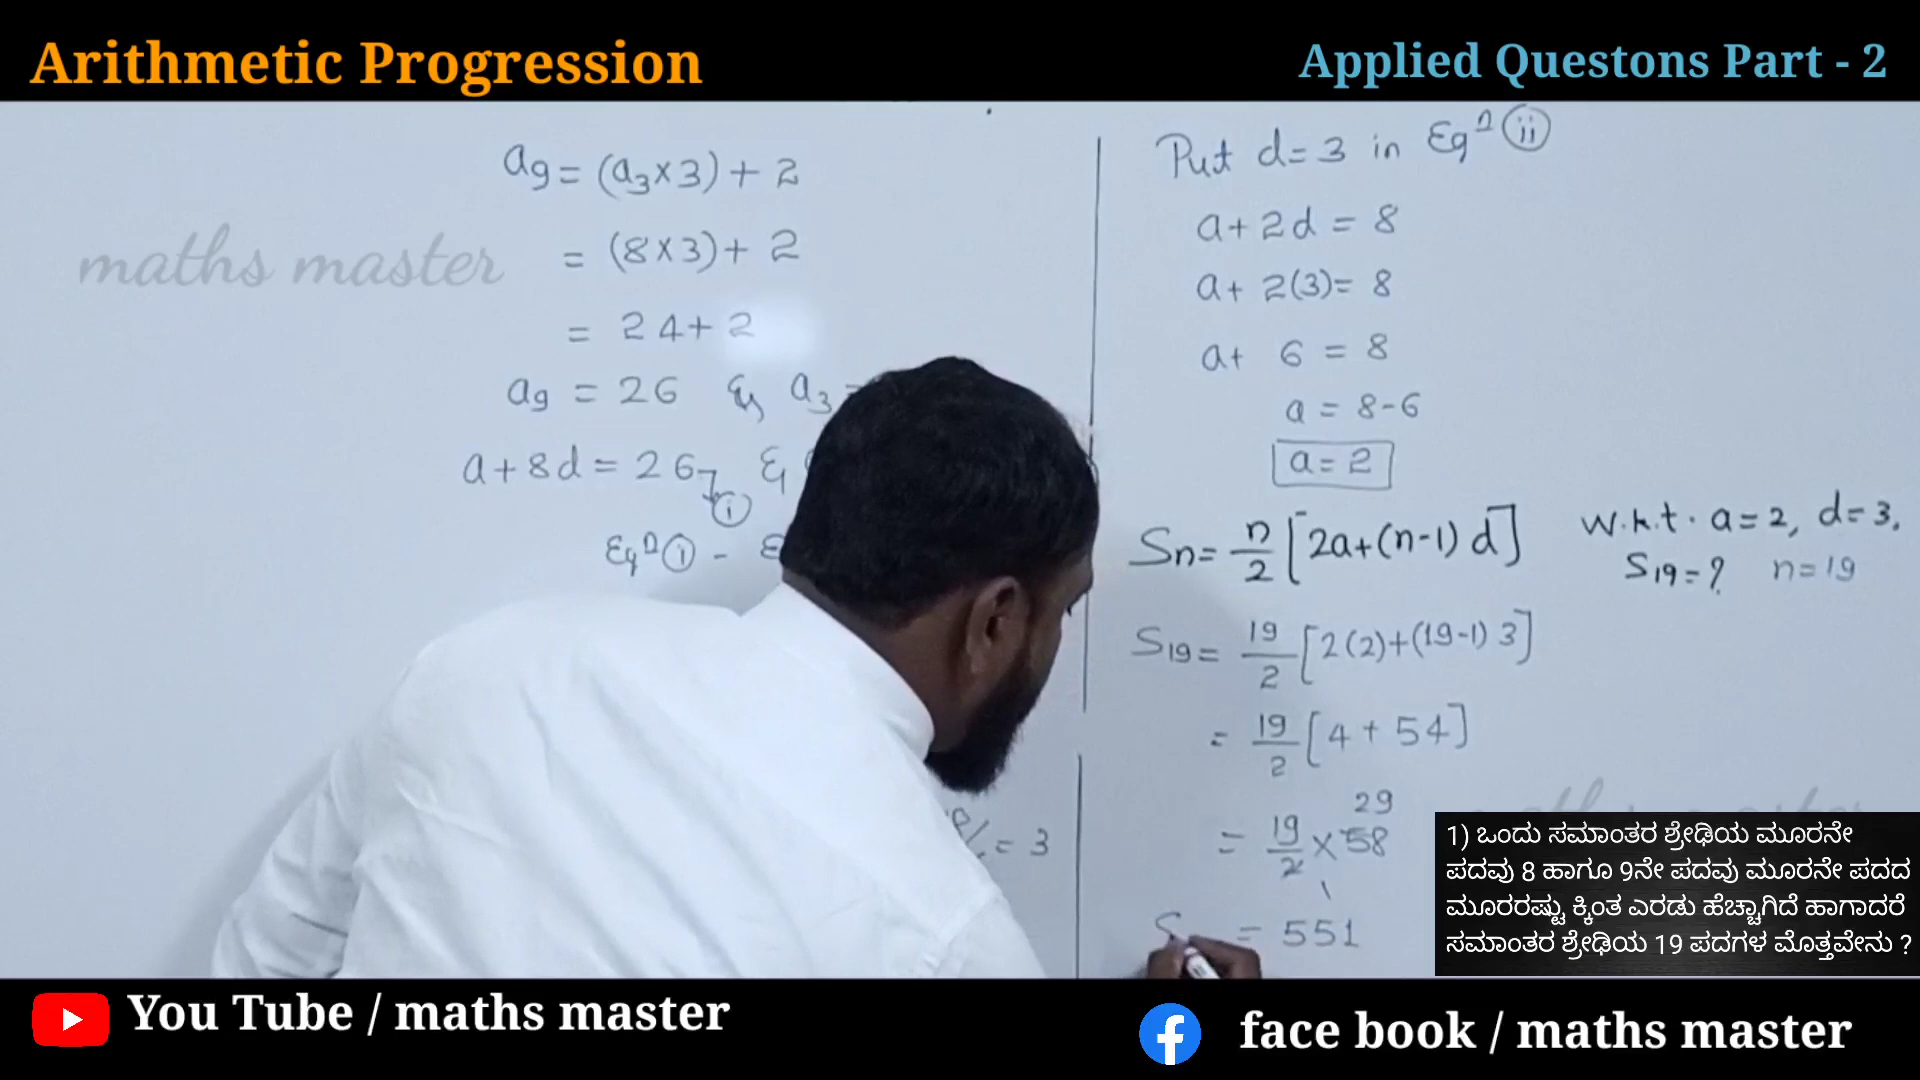 Arithmetic Progression
Applied Questons Part - 2
maths master
a₉ = (a₃×3) + 2
= (8×3) + 2
= 24+2
a₉ = 26 & a₃
a+8d = 26 → (i) &
Eqⁿ (i) -
= 3
Put d=3 in Eqⁿ (ii)
a+2d = 8
a+ 2(3)= 8
a+ 6 = 8
a = 8-6
a = 2
Sn = n/2 [2a+(n-1) d]
W.k.t. a=2, d=3,
S₁₉=? n=19
S₁₉= 19/2 [2(2)+(19-1) 3]
= 19/2 [4 + 54]
29
= 19/2 × 58
1
S = 551
1) ಒಂದು ಸಮಾಂತರ ಶ್ರೇಢಿಯ ಮೂರನೇ
ಪದವು 8 ಹಾಗೂ 9ನೇ ಪದವು ಮೂರನೇ ಪದದ
ಮೂರರಷ್ಟು ಕ್ಕಿಂತ ಎರಡು ಹೆಚ್ಚಾಗಿದೆ ಹಾಗಾದರೆ
ಸಮಾಂತರ ಶ್ರೇಢಿಯ 19 ಪದಗಳ ಮೊತ್ತವೇನು ?
You Tube / maths master
face book / maths master